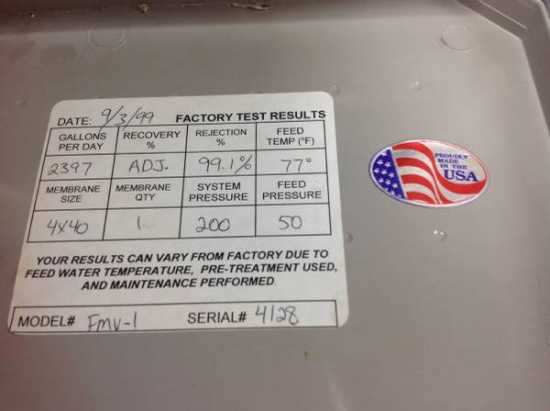 DATE: 9/3/99 FACTORY TEST RESULTS
GALLONS PER DAY RECOVERY % REJECTION % FEED TEMP (°F)
2397 ADJ. 99.1% 77°
MEMBRANE SIZE MEMBRANE QTY SYSTEM PRESSURE FEED PRESSURE
4x40 1 200 50
YOUR RESULTS CAN VARY FROM FACTORY DUE TO
FEED WATER TEMPERATURE, PRE-TREATMENT USED,
AND MAINTENANCE PERFORMED
MODEL# Fmv-1 SERIAL# 4128
PROUDLY
MADE
IN THE
USA